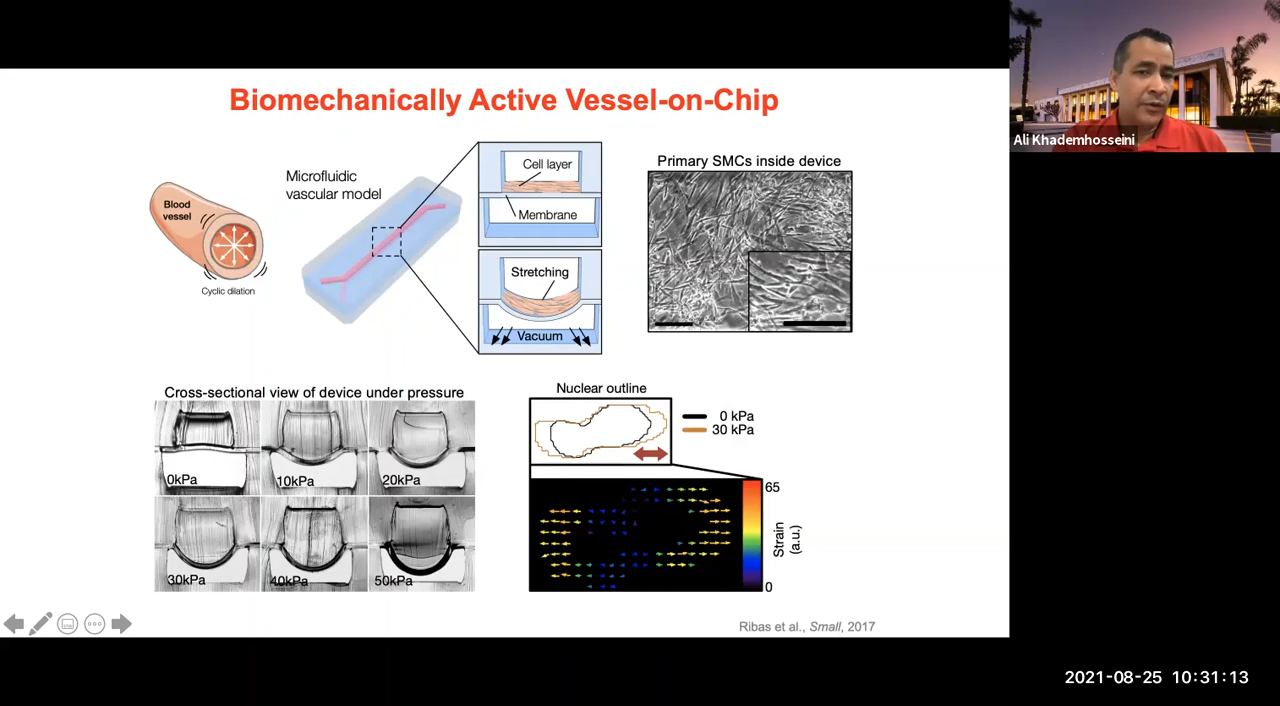 Biomechanically Active Vessel-on-Chip
Ali Khademhosseini
Blood
vessel
Cyclic dilation
Microfluidic
vascular model
Cell layer
Membrane
Stretching
Vacuum
Primary SMCs inside device
Cross-sectional view of device under pressure
0kPa
10kPa
20kPa
30kPa
40kPa
50kPa
Nuclear outline
0 kPa
30 kPa
65
Strain
(a.u.)
0
Ribas et al., Small, 2017
2021-08-25 10:31:13